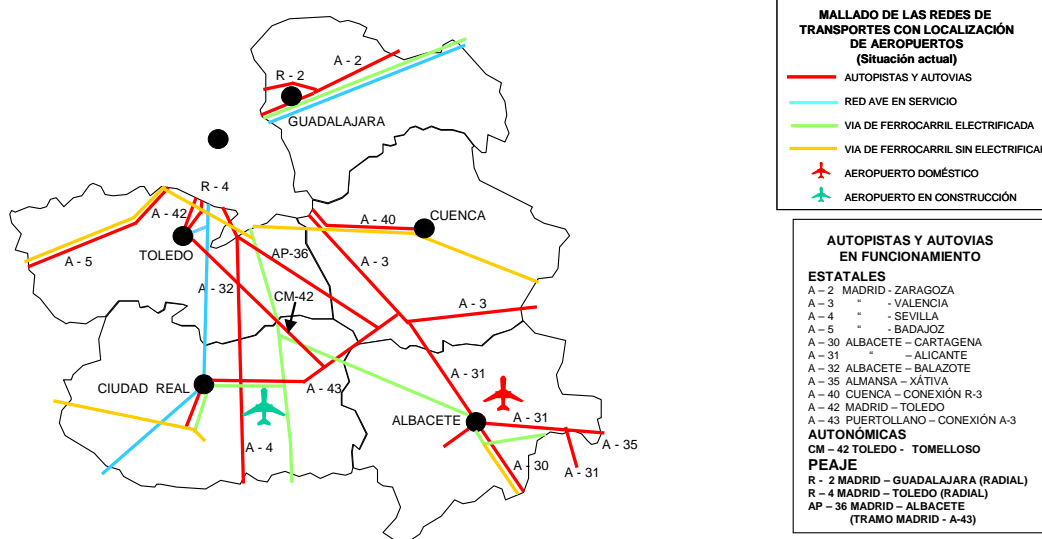 A - 2
R - 2
GUADALAJARA
R - 4
A - 42
A - 40
CUENCA
TOLEDO
AP-36
A - 3
A - 5
A - 32
CM-42
A - 3
A - 31
CIUDAD REAL
A - 43
ALBACETE
A - 31
A - 4
A - 35
A - 30
A - 31
MALLADO DE LAS REDES DE
TRANSPORTES CON LOCALIZACIÓN
DE AEROPUERTOS
(Situación actual)
AUTOPISTAS Y AUTOVIAS
RED AVE EN SERVICIO
VIA DE FERROCARRIL ELECTRIFICADA
VIA DE FERROCARRIL SIN ELECTRIFICAR
AEROPUERTO DOMÉSTICO
AEROPUERTO EN CONSTRUCCIÓN
AUTOPISTAS Y AUTOVIAS
EN FUNCIONAMIENTO
ESTATALES
A – 2 MADRID - ZARAGOZA
A – 3 “ - VALENCIA
A – 4 “ - SEVILLA
A – 5 “ - BADAJOZ
A – 30 ALBACETE – CARTAGENA
A – 31 “ – ALICANTE
A – 32 ALBACETE – BALAZOTE
A – 35 ALMANSA – XÁTIVA
A – 40 CUENCA – CONEXIÓN R-3
A – 42 MADRID – TOLEDO
A – 43 PUERTOLLANO – CONEXIÓN A-3
AUTONÓMICAS
CM – 42 TOLEDO - TOMELLOSO
PEAJE
R - 2 MADRID – GUADALAJARA (RADIAL)
R – 4 MADRID – TOLEDO (RADIAL)
AP – 36 MADRID – ALBACETE
(TRAMO MADRID - A-43)